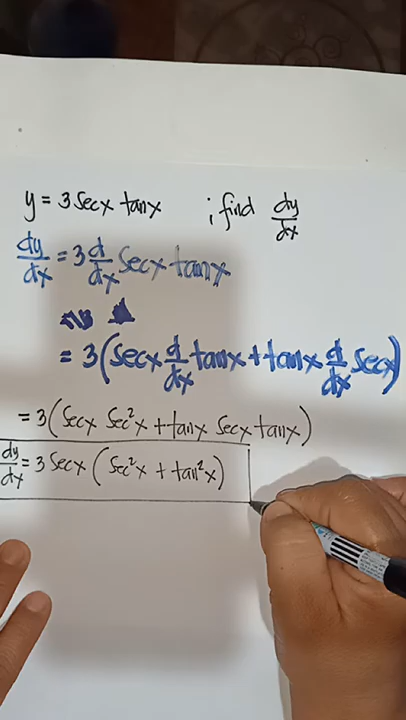 y = 3 Secx tanx ; find dy/dx
dy/dx = 3 d/dx Secx tanx
= 3 (Secx d/dx tanx + tanx d/dx Secx)
= 3 (Secx Sec²x + tanx Secx tanx)
dy/dx = 3 Secx (Sec²x + tan²x)